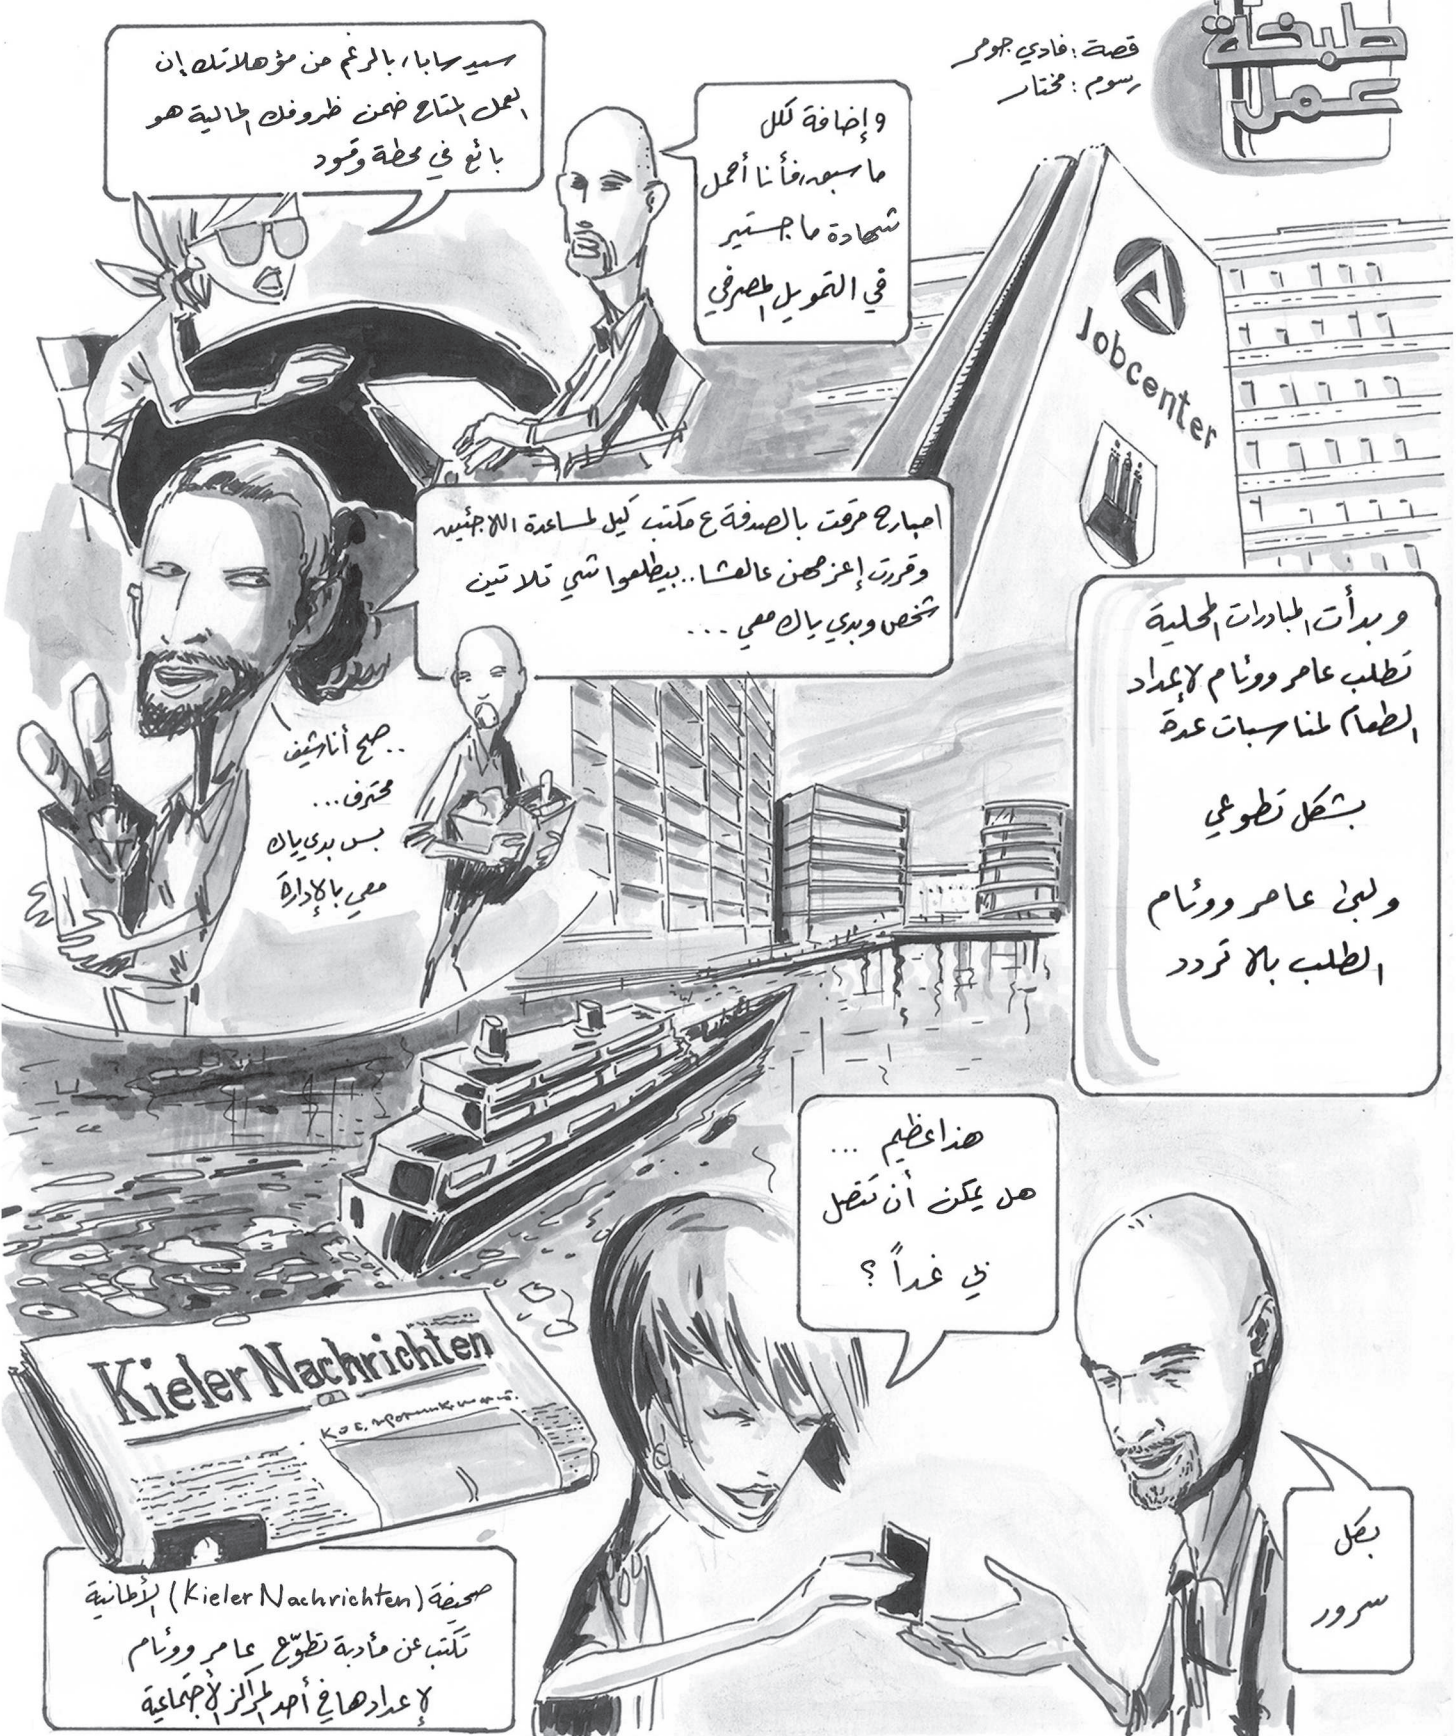 طبخة
عمل
قصة : فادي جومر
رسوم : مختار
Jobcenter
وإضافة لكل
ما سبق، فأنا أحمل
شهادة ماجستير
في التمويل المصرفي
سيد سابا، بالرغم من مؤهلاتك إن
العمل المتاح ضمن ظروفك الحالية هو
بائع في محطة وقود
امبارح مرقت بالصدفة ع مكتب كيل لمساعدة اللاجئين
وقررت إعزمهن عالعشا.. بيطلعوا شي تلاتين
شخص وبدي ياك معي ...
..صح أنا شيف
محترف...
بس بدي ياك
معي بالإدارة
وبدأت المبادرات المحلية
تطلب عامر ووئام لإعداد
الطعام لمناسبات عدة
بشكل تطوعي
ولبى عامر ووئام
الطلب بلا تردد
هذا عظيم ...
هل يمكن أن تتصل
بي غداً ؟
بكل
سرور
Kieler Nachrichten
صحيفة (Kieler Nachrichten) الألمانية
تكتب عن مأدبة تطوّع عامر ووئام
لإعدادها في أحد المراكز الاجتماعية